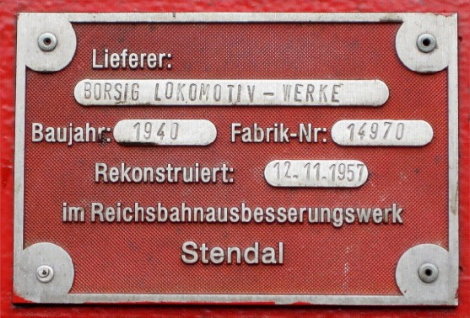 Lieferer:
BORSIG LOKOMOTIV-WERKE
Baujahr: 1940 Fabrik-Nr: 14970
Rekonstruiert: 12.11.1957
im Reichsbahnausbesserungswerk
Stendal